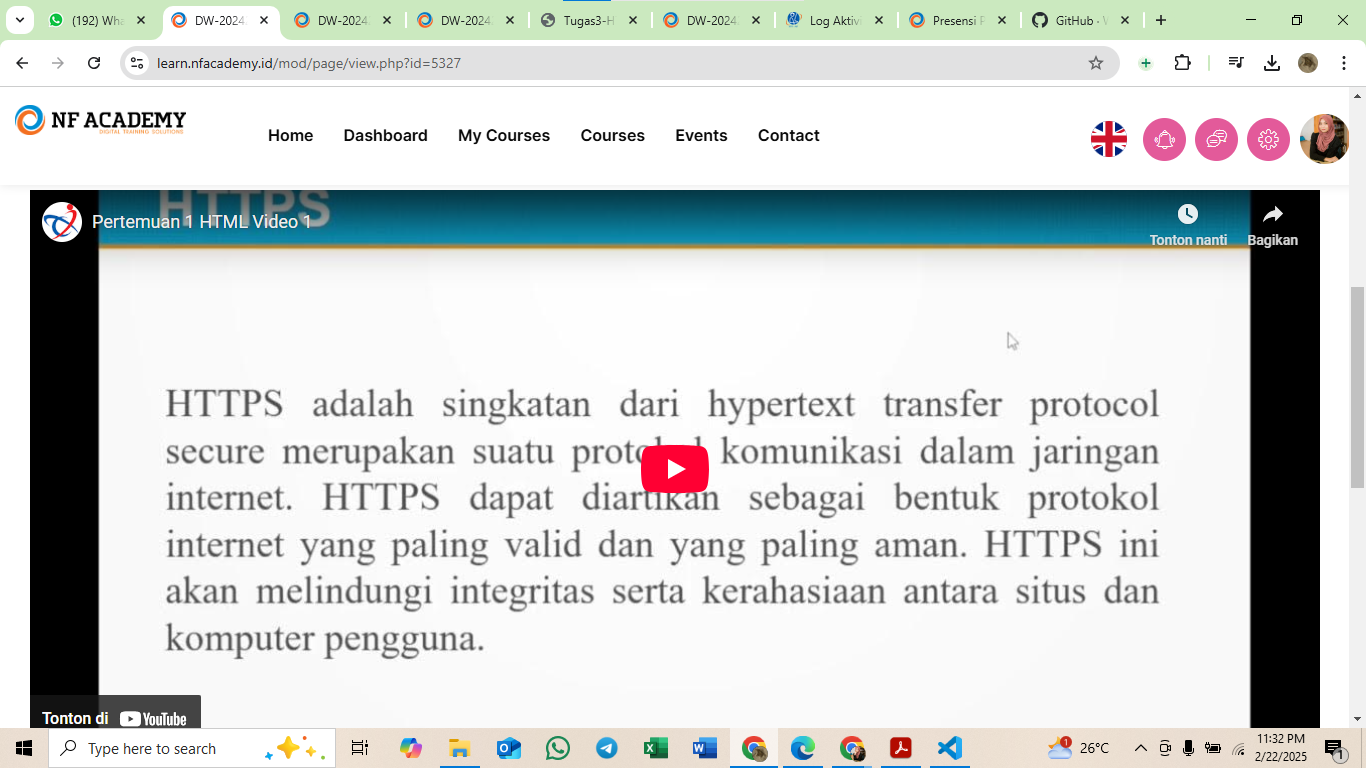 (192) Wha
DW-2024
DW-2024
DW-2024
Tugas3-H
DW-2024
Log Aktivi
Presensi P
GitHub -
learn.nfacademy.id/mod/page/view.php?id=5327
NF ACADEMY
DIGITAL TRAINING SOLUTIONS
Home
Dashboard
My Courses
Courses
Events
Contact
HTTPS
Pertemuan 1 HTML Video 1
Tonton nanti
Bagikan
HTTPS adalah singkatan dari hypertext transfer protocol
secure merupakan suatu protokol komunikasi dalam jaringan
internet. HTTPS dapat diartikan sebagai bentuk protokol
internet yang paling valid dan yang paling aman. HTTPS ini
akan melindungi integritas serta kerahasiaan antara situs dan
komputer pengguna.
Tonton di YouTube
Type here to search
1
26°C
11:32 PM
2/22/2025
1